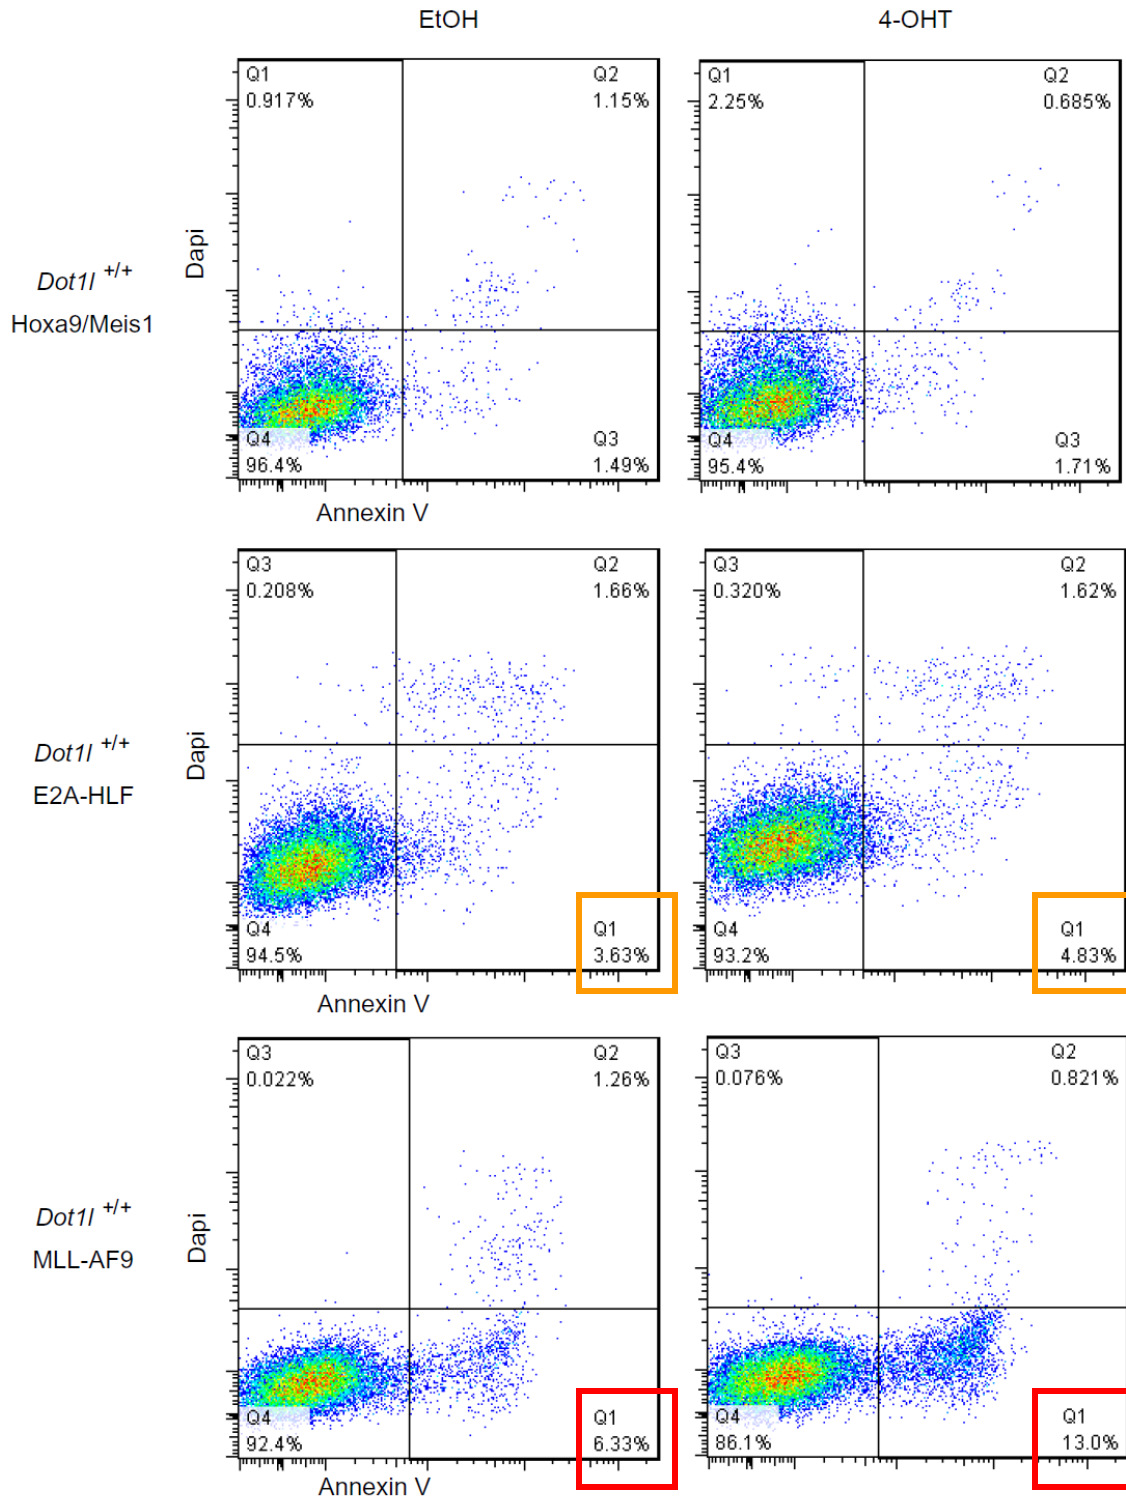 EtOH
4-OHT
Q1
0.917%
Q2
1.15%
Q1
2.25%
Q2
0.685%
Dapi
Dot1l +/+
Hoxa9/Meis1
Q4
96.4%
Q3
1.49%
Q4
95.4%
Q3
1.71%
Annexin V
Q3
0.208%
Q2
1.66%
Q3
0.320%
Q2
1.62%
Dapi
Dot1l +/+
E2A-HLF
Q4
94.5%
Q1
3.63%
Q4
93.2%
Q1
4.83%
Annexin V
Q3
0.022%
Q2
1.26%
Q3
0.076%
Q2
0.821%
Dapi
Dot1l +/+
MLL-AF9
Q4
92.4%
Q1
6.33%
Q4
86.1%
Q1
13.0%
Annexin V